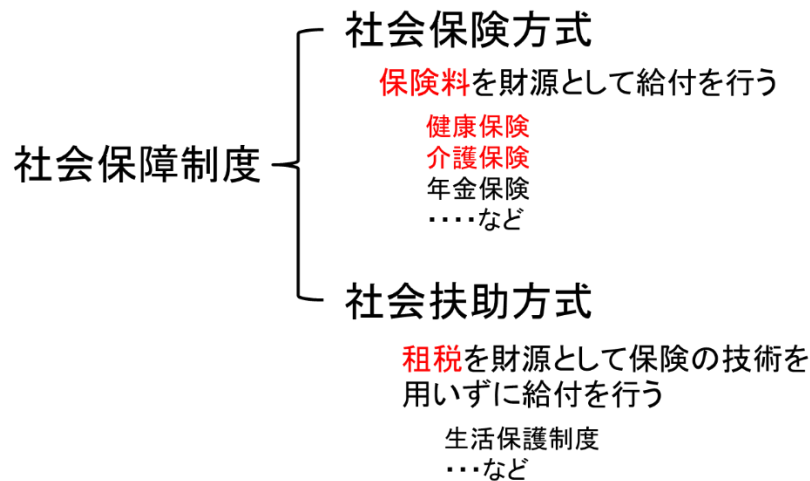 社会保障制度
社会保険方式
保険料を財源として給付を行う
健康保険
介護保険
年金保険
・・・・など
社会扶助方式
租税を財源として保険の技術を
用いずに給付を行う
生活保護制度
・・・など